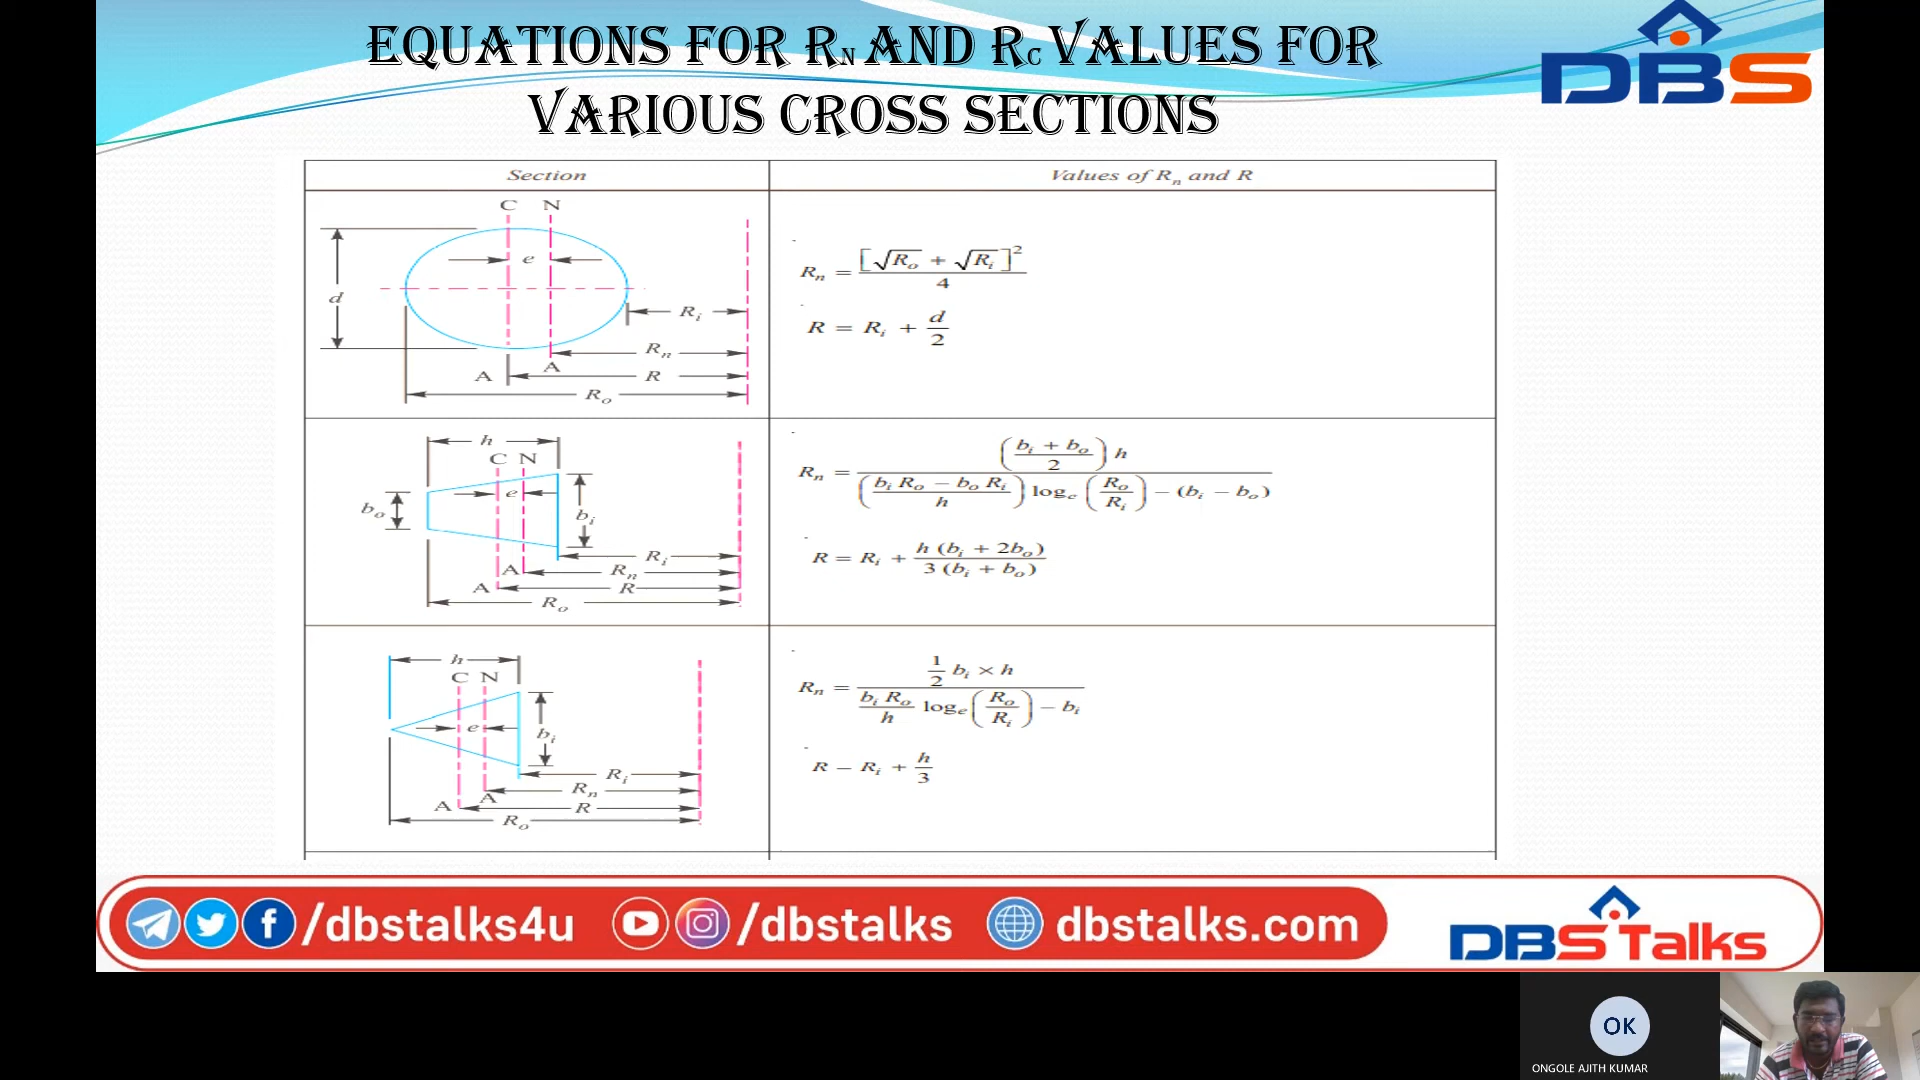 EQUATIONS FOR RN AND RC VALUES FOR
VARIOUS CROSS SECTIONS
DBS
Section
Values of Rn and R
C N
e
d
Ri
Rn
A
A
R
Ro
Rn = [√Ro + √Ri]² / 4
R = Ri + d/2
h
C N
e
bo
bi
Ri
A
Rn
A
R
Ro
Rn = ((bi + bo)/2) h / (((bi Ro − bo Ri)/h) loge (Ro/Ri) − (bi − bo))
R = Ri + h (bi + 2bo) / 3 (bi + bo)
h
C N
e
bi
Ri
Rn
A
A
R
Ro
Rn = 1/2 bi × h / (bi Ro/h loge (Ro/Ri) − bi)
R − Ri + h/3
/dbstalks4u
/dbstalks
dbstalks.com
DBS Talks
OK
ONGOLE AJITH KUMAR